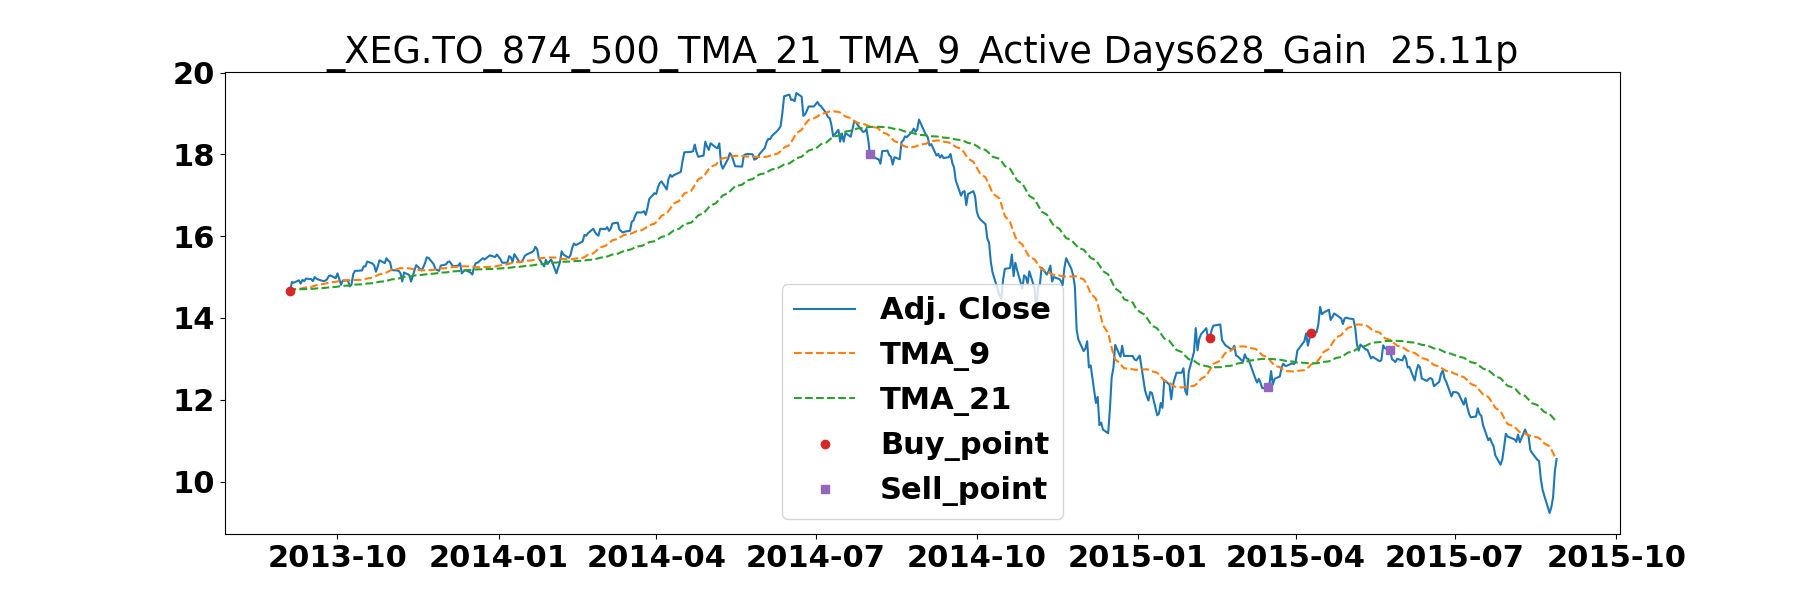 _XEG.TO_874_500_TMA_21_TMA_9_Active Days628_Gain  25.11p
20
18
16
14
12
10
Adj. Close
TMA_9
TMA_21
Buy_point
Sell_point
2013-10 2014-01 2014-04 2014-07 2014-10 2015-01 2015-04 2015-07 2015-10